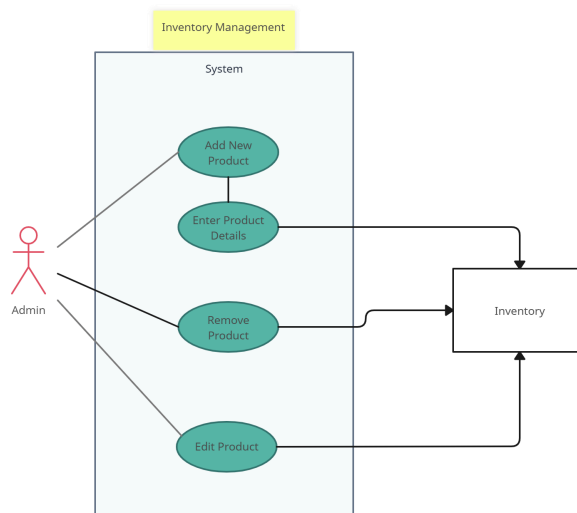 Inventory Management
System
Add New
Product
Enter Product
Details
Admin
Remove
Product
Inventory
Edit Product